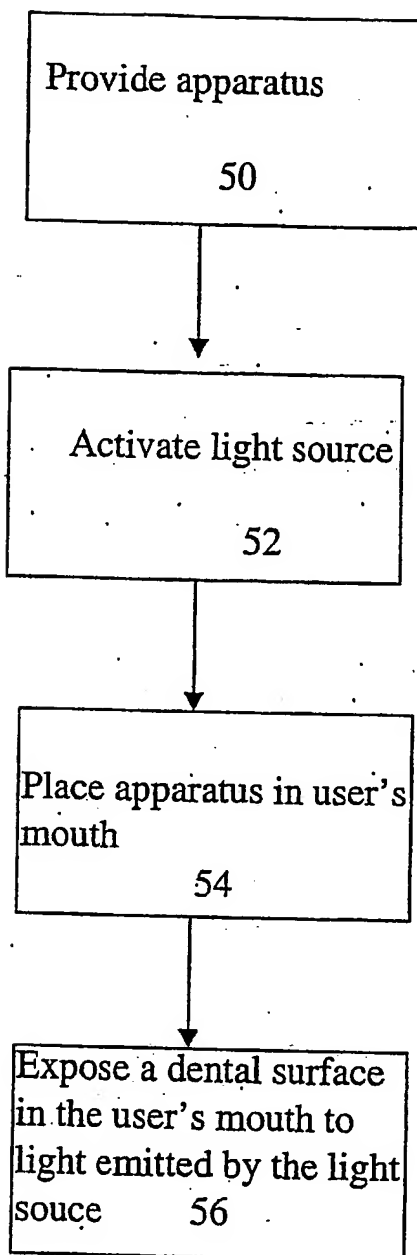 Provide apparatus
50
Activate light source
52
Place apparatus in user's
mouth
54
Expose a dental surface
in the user's mouth to
light emitted by the light
souce 56